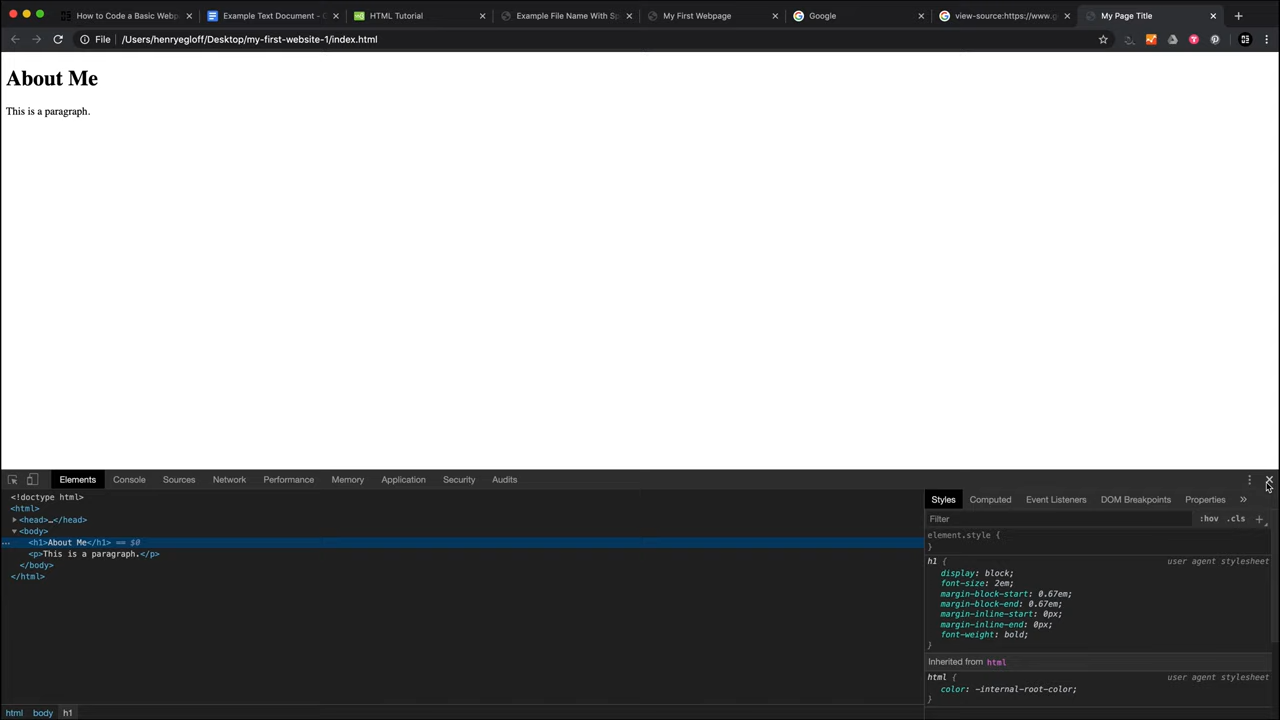 How to Code a Basic Webp
Example Text Document - G
HTML Tutorial
Example File Name With Sp
My First Webpage
Google
view-source:https://www.g
My Page Title
File
/Users/henryegloff/Desktop/my-first-website-1/index.html
About Me
This is a paragraph.
Elements Console Sources Network Performance Memory Application Security Audits
<!doctype html>
<html>
<head>…</head>
<body>
<h1>About Me</h1> == $0
<p>This is a paragraph.</p>
</body>
</html>
html body h1
Styles Computed Event Listeners DOM Breakpoints Properties »
Filter :hov .cls +
element.style {
}
h1 { user agent stylesheet
display: block;
font-size: 2em;
margin-block-start: 0.67em;
margin-block-end: 0.67em;
margin-inline-start: 0px;
margin-inline-end: 0px;
font-weight: bold;
}
Inherited from html
html { user agent stylesheet
color: -internal-root-color;
}